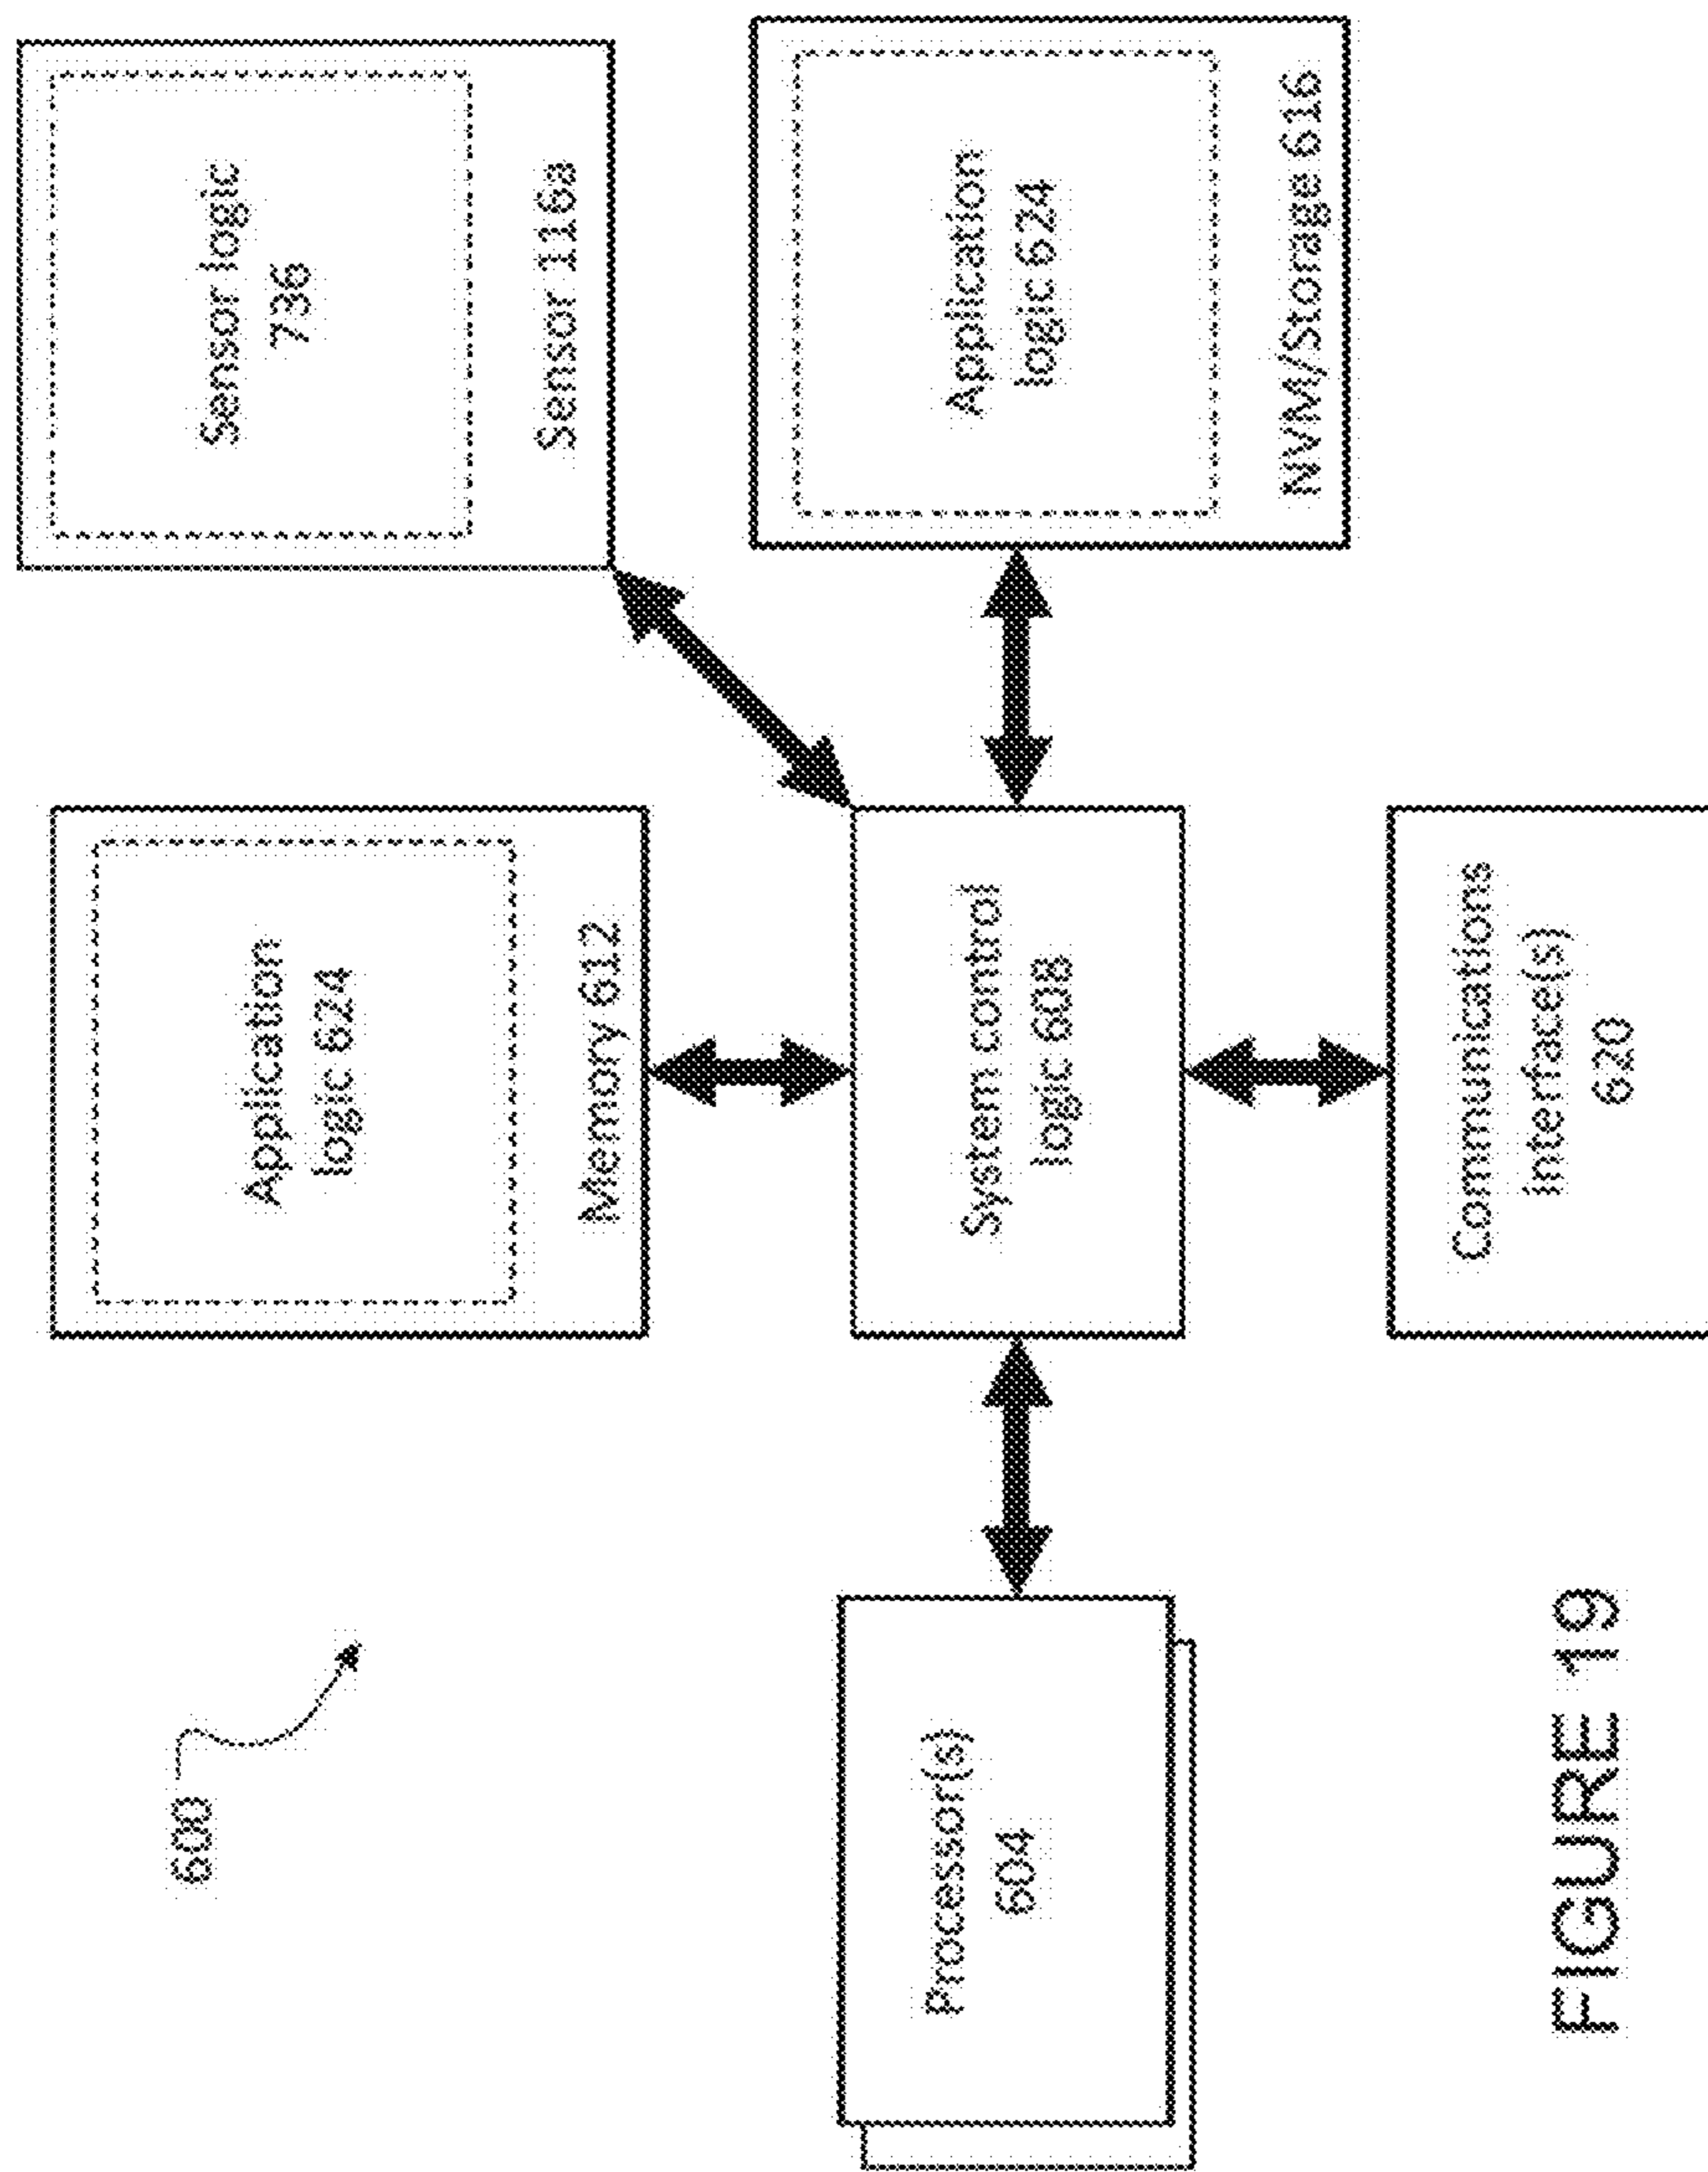 600
Application
logic 624
Memory 612
Sensor logic
736
Sensor 116a
Processor(s)
604
System control
logic 608
Application
logic 624
NVM/Storage 616
Communications
interface(s)
620
FIGURE 19